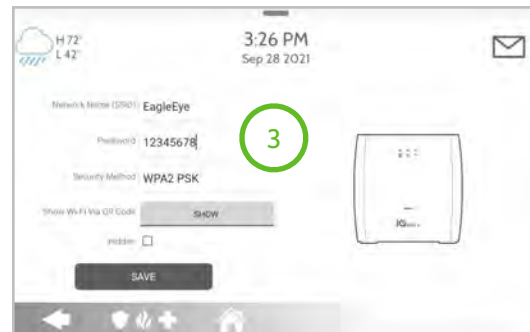 H 72°
L 42°
3:26 PM
Sep 28 2021
Network Name (SSID) EagleEye
Password 12345678
3
Security Method WPA2 PSK
Show Wi-Fi Via QR Code SHOW
Hidden
SAVE